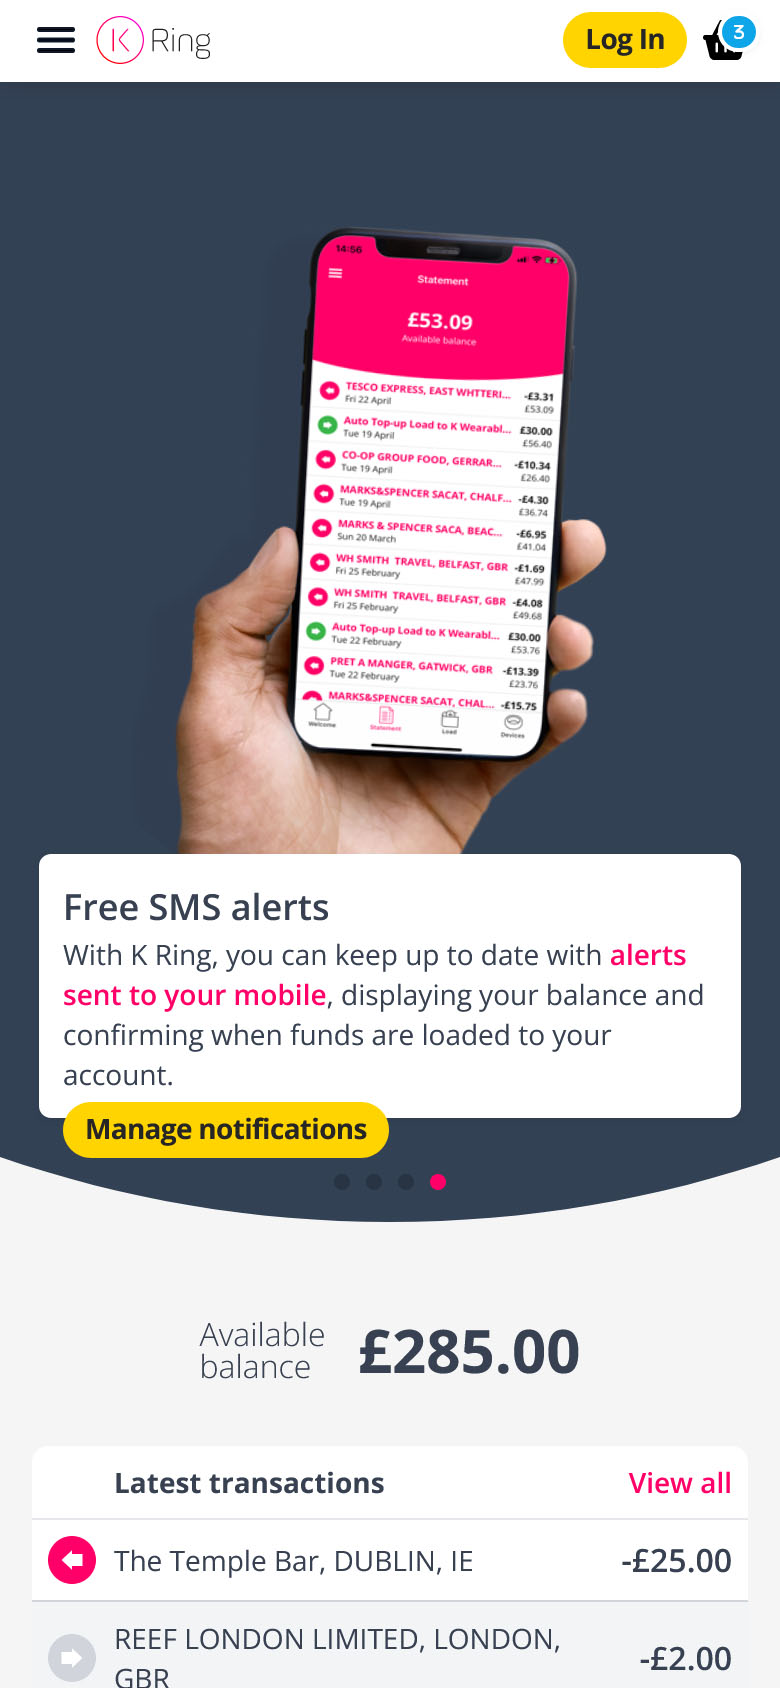 K Ring
Log In
3
14:56
Statement
£53.09
Available balance
TESCO EXPRESS, EAST WHTTERI... -£3.31
Fri 22 April £53.09
Auto Top-up Load to K Wearabl... £30.00
Tue 19 April £56.40
CO-OP GROUP FOOD, GERRAR... -£10.34
Tue 19 April £26.40
MARKS&SPENCER SACAT, CHALF... -£4.30
Tue 19 April £36.74
MARKS & SPENCER SACA, BEAC... -£6.95
Sun 20 March £41.04
WH SMITH TRAVEL, BELFAST, GBR -£1.69
Fri 25 February £47.99
WH SMITH TRAVEL, BELFAST, GBR -£4.08
Fri 25 February £49.68
Auto Top-up Load to K Wearabl... £30.00
Tue 22 February £53.76
PRET A MANGER, GATWICK, GBR -£13.39
Tue 22 February £23.76
MARKS&SPENCER SACAT, CHAL... -£15.75
Welcome Statement Load Devices
Free SMS alerts
With K Ring, you can keep up to date with alerts
sent to your mobile, displaying your balance and
confirming when funds are loaded to your
account.
Manage notifications
Available
balance
£285.00
Latest transactions View all
The Temple Bar, DUBLIN, IE -£25.00
REEF LONDON LIMITED, LONDON,
GBR
-£2.00